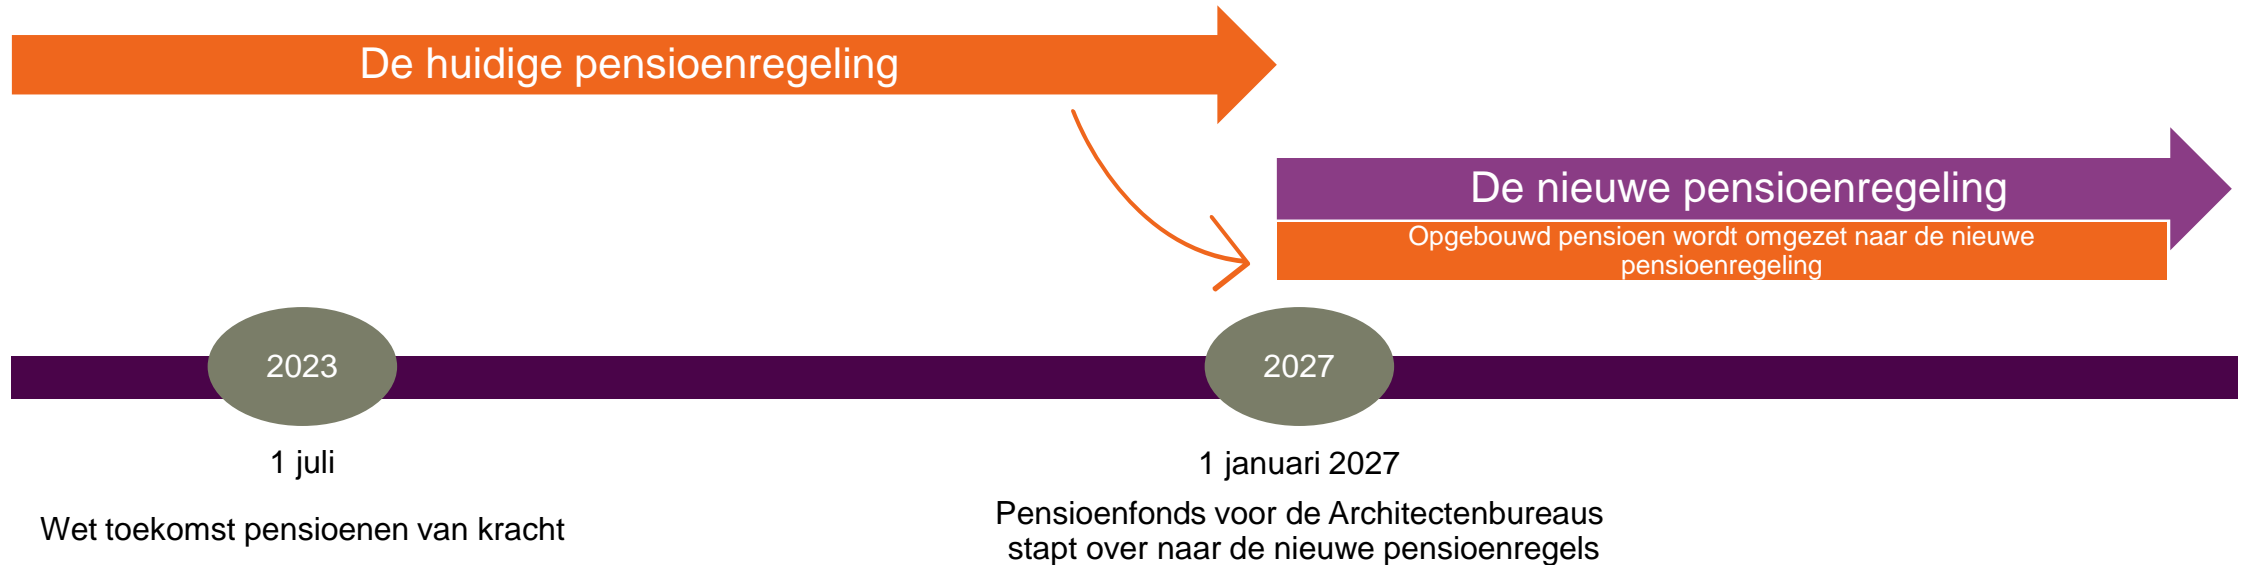 De huidige pensioenregeling
De nieuwe pensioenregeling
Opgebouwd pensioen wordt omgezet naar de nieuwe
pensioenregeling
2023
2027
1 juli
1 januari 2027
Wet toekomst pensioenen van kracht
Pensioenfonds voor de Architectenbureaus
stapt over naar de nieuwe pensioenregels